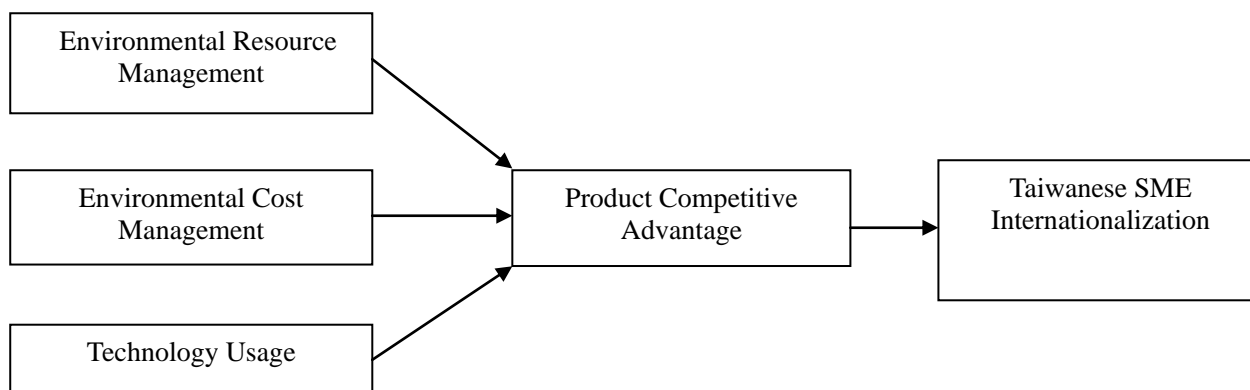 Environmental Resource
Management
Environmental Cost
Management
Technology Usage
Product Competitive
Advantage
Taiwanese SME
Internationalization